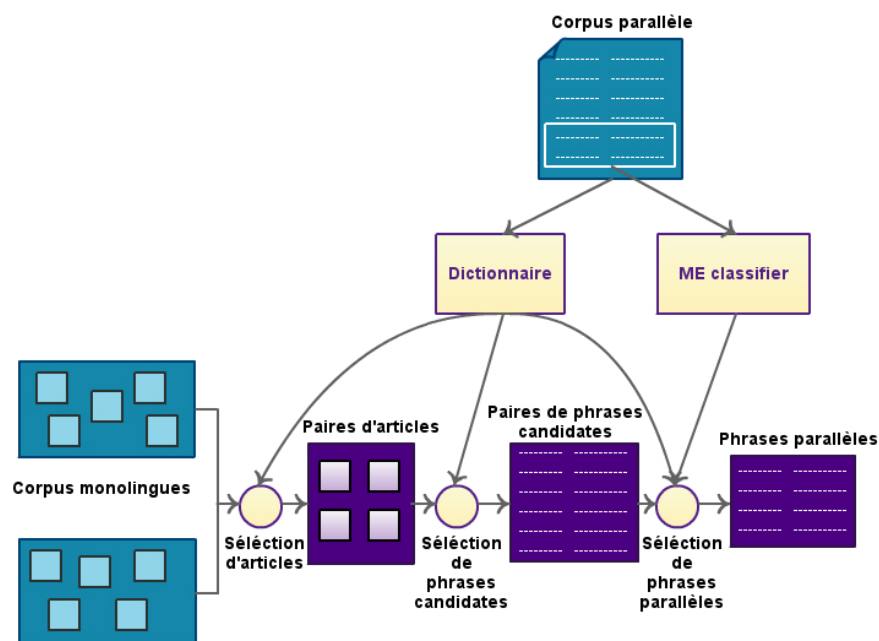 Corpus parallèle
Dictionnaire
ME classifier
Corpus monolingues
Séléction
d'articles
Paires d'articles
Séléction
de
phrases
candidates
Paires de phrases
candidates
Séléction
de
phrases
parallèles
Phrases parallèles